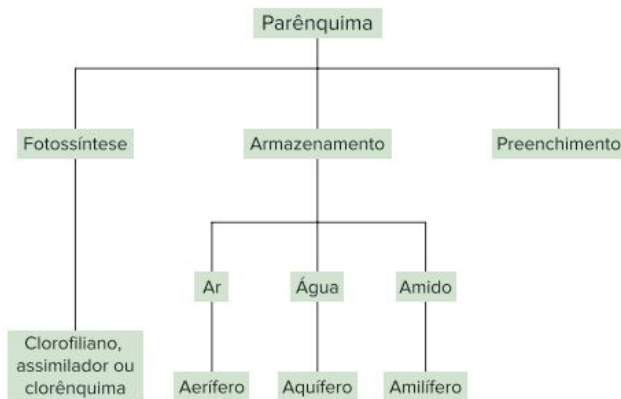 Parênquima
Fotossíntese
Armazenamento
Preenchimento
Ar
Água
Amido
Clorofiliano,
assimilador ou
clorênquima
Aerífero
Aquífero
Amilífero